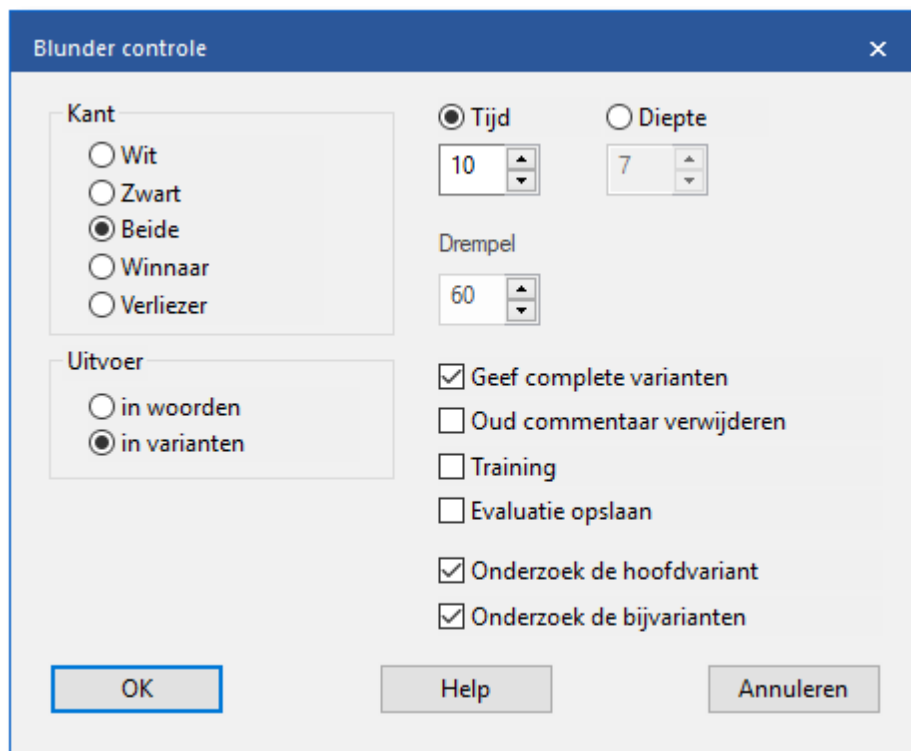 Blunder controle
Kant
Wit
Zwart
Beide
Winnaar
Verliezer
Uitvoer
in woorden
in varianten
Tijd
Diepte
10
7
Drempel
60
Geef complete varianten
Oud commentaar verwijderen
Training
Evaluatie opslaan
Onderzoek de hoofdvariant
Onderzoek de bijvarianten
OK
Help
Annuleren